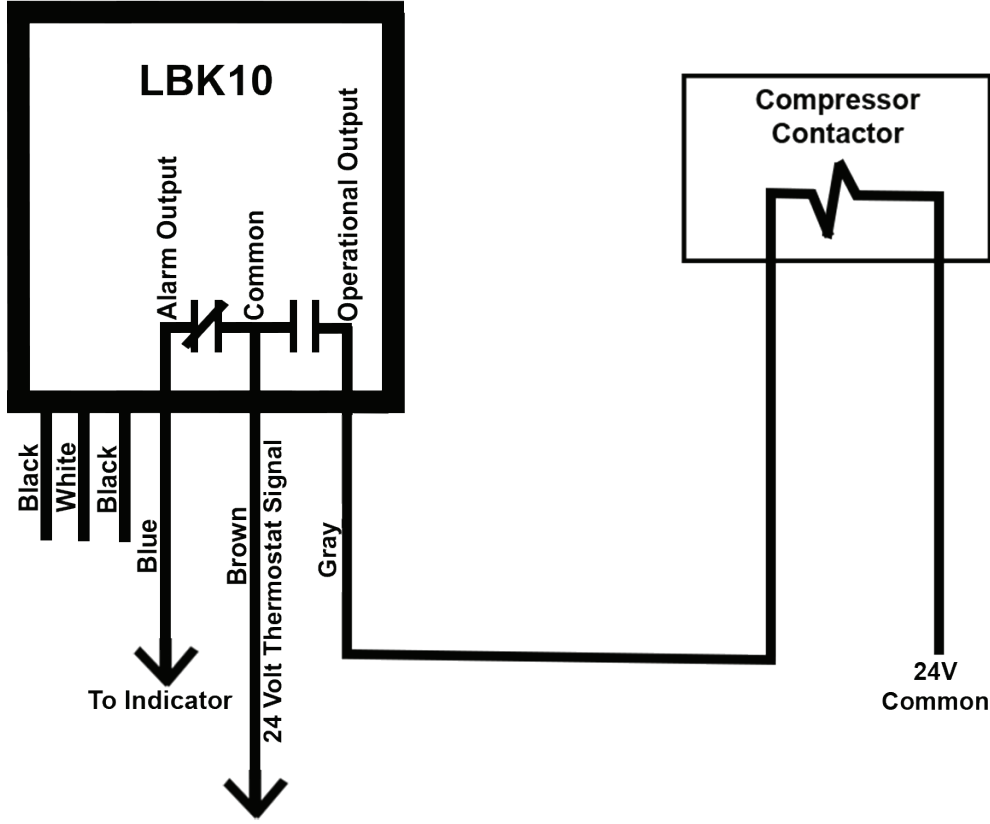 LBK10
Alarm Output
Common
Operational Output
Compressor
Contactor
Black
White
Black
Blue
Brown
24 Volt Thermostat Signal
Gray
To Indicator
24V
Common